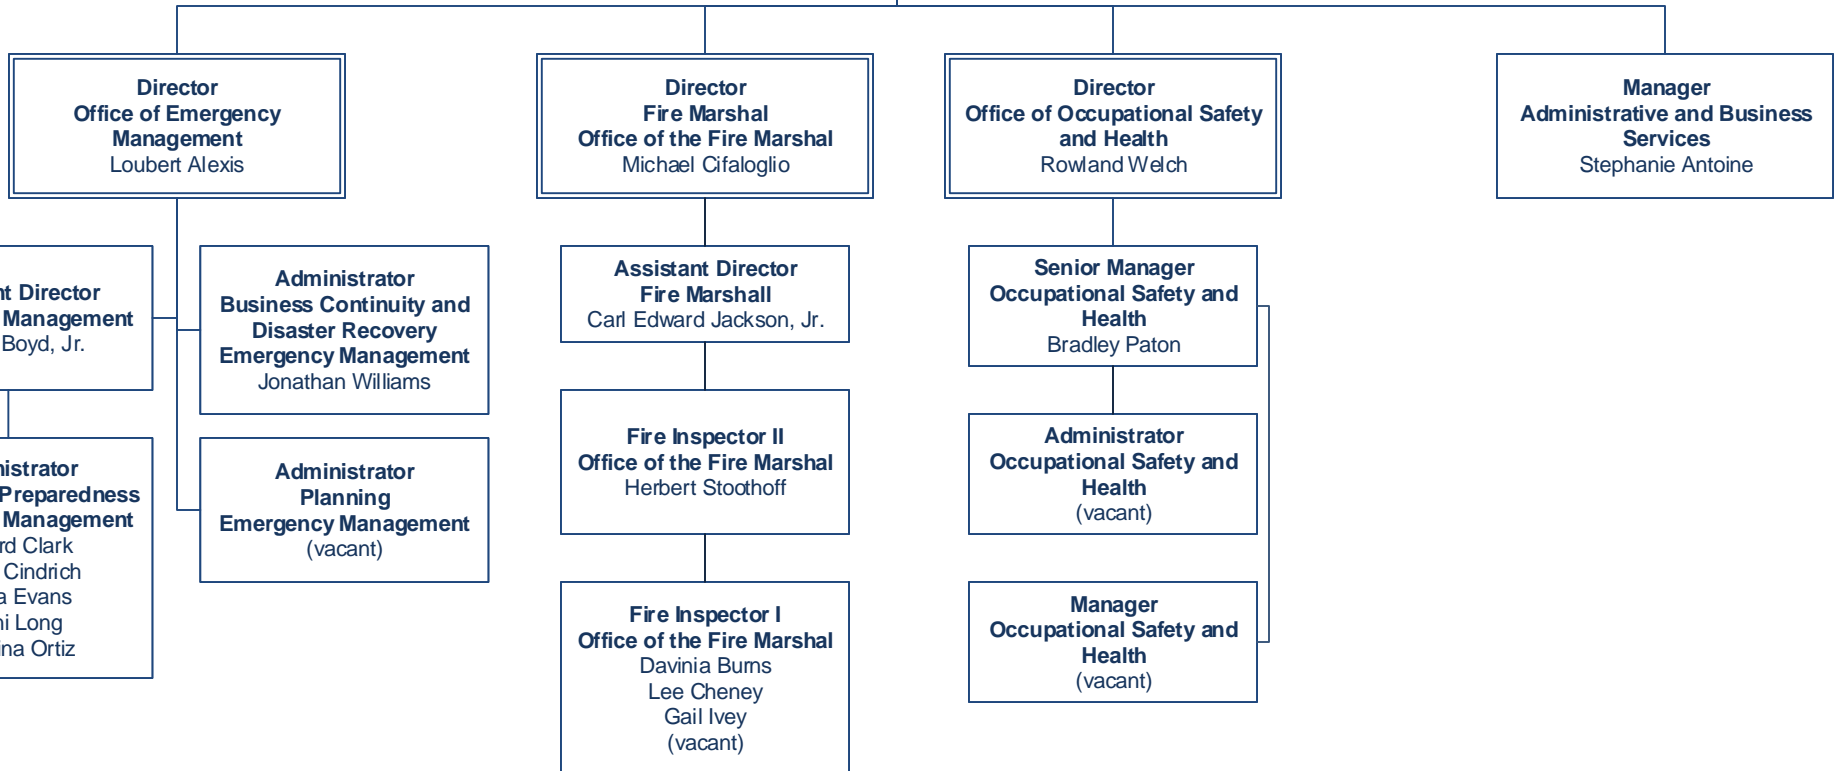 Director
Office of Emergency
Management
Loubert Alexis
Director
Fire Marshal
Office of the Fire Marshal
Michael Cifaloglio
Director
Office of Occupational Safety
and Health
Rowland Welch
Manager
Administrative and Business
Services
Stephanie Antoine
Director
Management
Boyd, Jr.
Preparedness
Management
Clark
Cindrich
Evans
Long
Ortiz
Administrator
Business Continuity and
Disaster Recovery
Emergency Management
Jonathan Williams
Administrator
Planning
Emergency Management
(vacant)
Assistant Director
Fire Marshall
Carl Edward Jackson, Jr.
Fire Inspector II
Office of the Fire Marshal
Herbert Stoothoff
Fire Inspector I
Office of the Fire Marshal
Davinia Burns
Lee Cheney
Gail Ivey
(vacant)
Senior Manager
Occupational Safety and
Health
Bradley Paton
Administrator
Occupational Safety and
Health
(vacant)
Manager
Occupational Safety and
Health
(vacant)